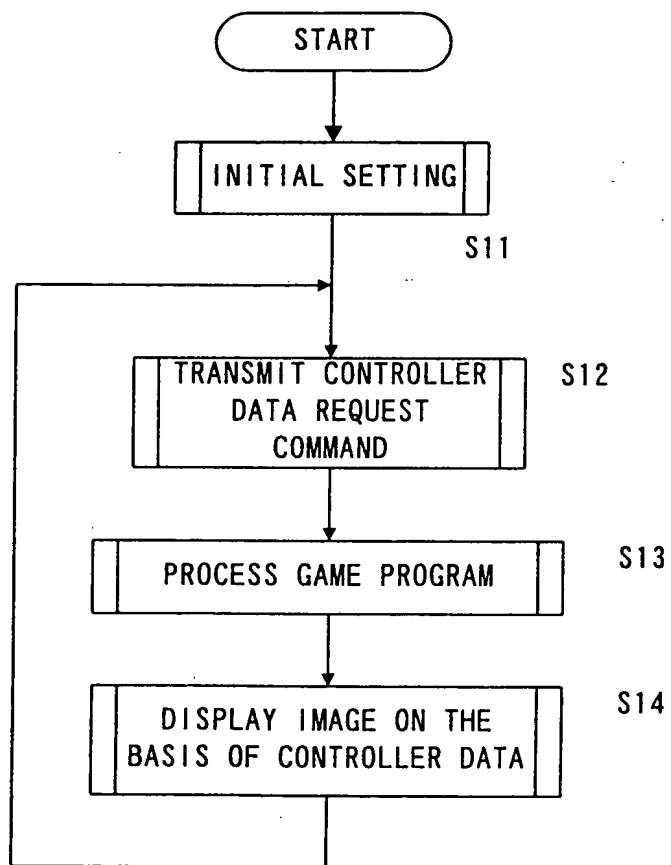 START
INITIAL SETTING
S11
TRANSMIT CONTROLLER
DATA REQUEST
COMMAND
S12
PROCESS GAME PROGRAM
S13
DISPLAY IMAGE ON THE
BASIS OF CONTROLLER DATA
S14